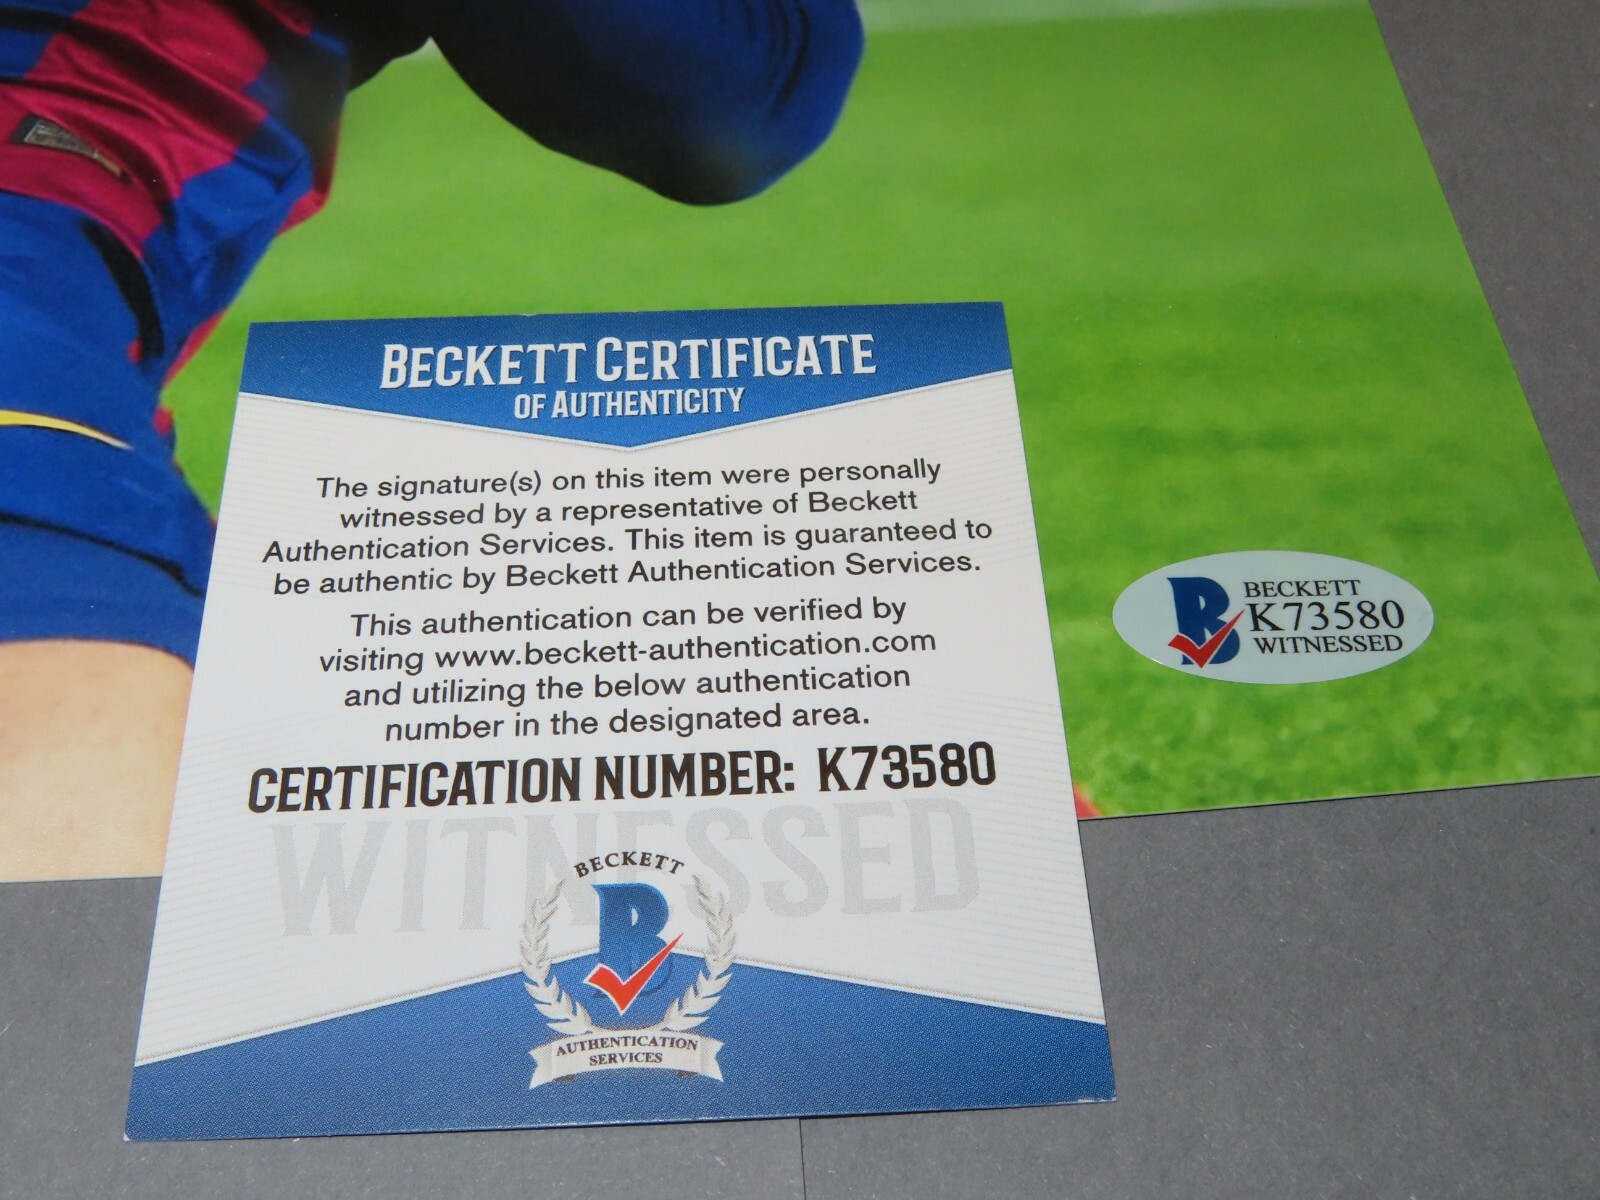 BECKETT CERTIFICATE
OF AUTHENTICITY
The signature(s) on this item were personally
witnessed by a representative of Beckett
Authentication Services. This item is guaranteed to
be authentic by Beckett Authentication Services.
This authentication can be verified by
visiting www.beckett-authentication.com
and utilizing the below authentication
number in the designated area.
CERTIFICATION NUMBER: K73580
WITNESSED
BECKETT
B
AUTHENTICATION
SERVICES
B
BECKETT
K73580
WITNESSED